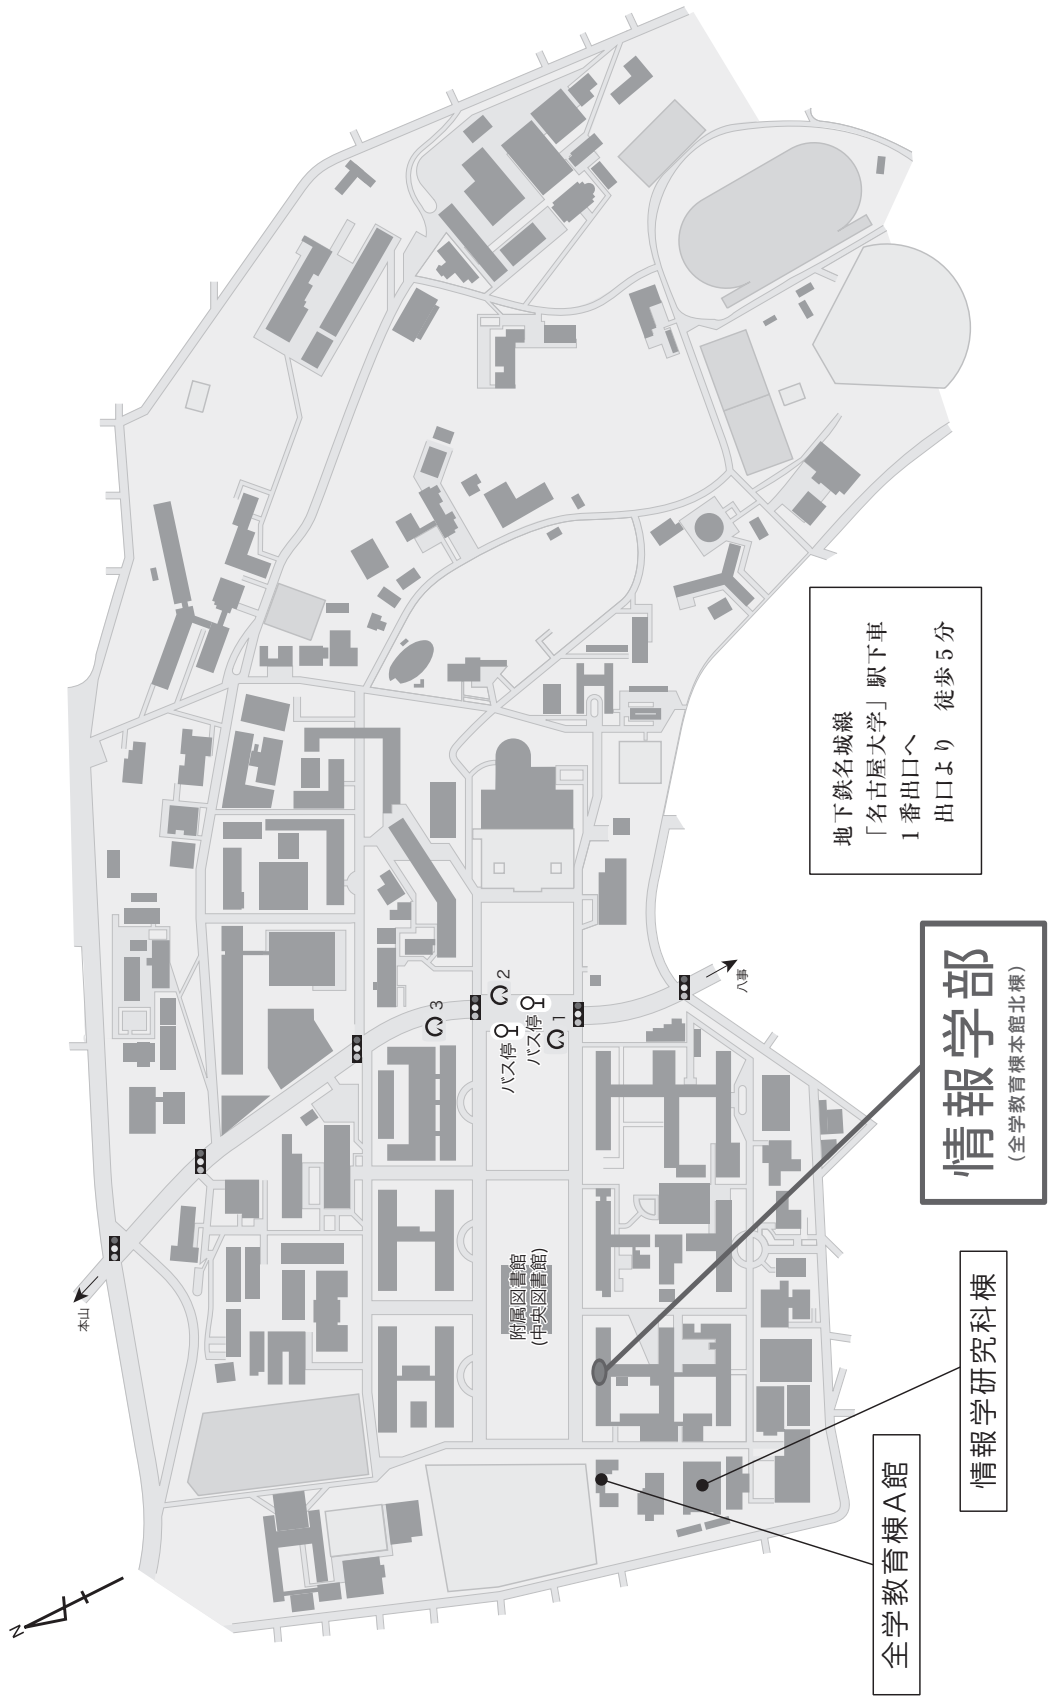 N
本山
八事
3
2
バス停
バス停
1
附属図書館
(中央図書館)
地下鉄名城線
「名古屋大学」駅下車
1番出口へ
出口より 徒歩5分
情報学部
(全学教育棟本館北棟)
情報学研究科棟
全学教育棟A館